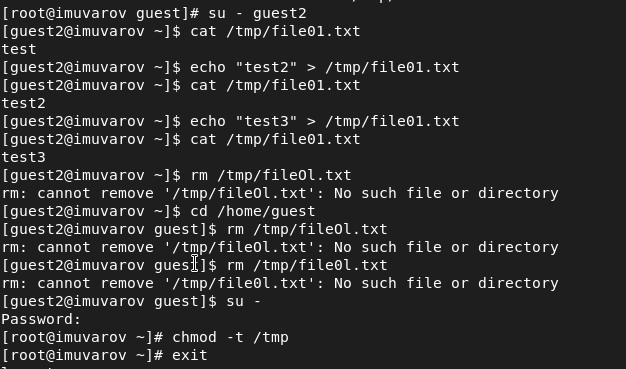 [root@imuvarov guest]# su - guest2
[guest2@imuvarov ~]$ cat /tmp/file01.txt
test
[guest2@imuvarov ~]$ echo "test2" > /tmp/file01.txt
[guest2@imuvarov ~]$ cat /tmp/file01.txt
test2
[guest2@imuvarov ~]$ echo "test3" > /tmp/file01.txt
[guest2@imuvarov ~]$ cat /tmp/file01.txt
test3
[guest2@imuvarov ~]$ rm /tmp/fileOl.txt
rm: cannot remove '/tmp/fileOl.txt': No such file or directory
[guest2@imuvarov ~]$ cd /home/guest
[guest2@imuvarov guest]$ rm /tmp/fileOl.txt
rm: cannot remove '/tmp/fileOl.txt': No such file or directory
[guest2@imuvarov guest]$ rm /tmp/file0l.txt
rm: cannot remove '/tmp/file0l.txt': No such file or directory
[guest2@imuvarov guest]$ su -
Password:
[root@imuvarov ~]# chmod -t /tmp
[root@imuvarov ~]# exit